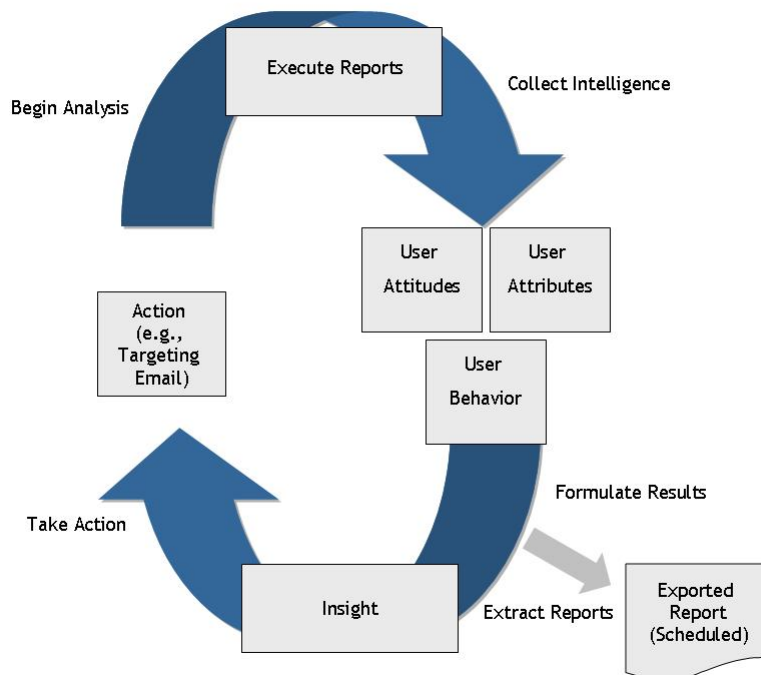 Execute Reports
Begin Analysis
Collect Intelligence
User
Attitudes
User
Attributes
Action
(e.g.,
Targeting
Email)
User
Behavior
Formulate Results
Take Action
Insight
Extract Reports
Exported
Report
(Scheduled)